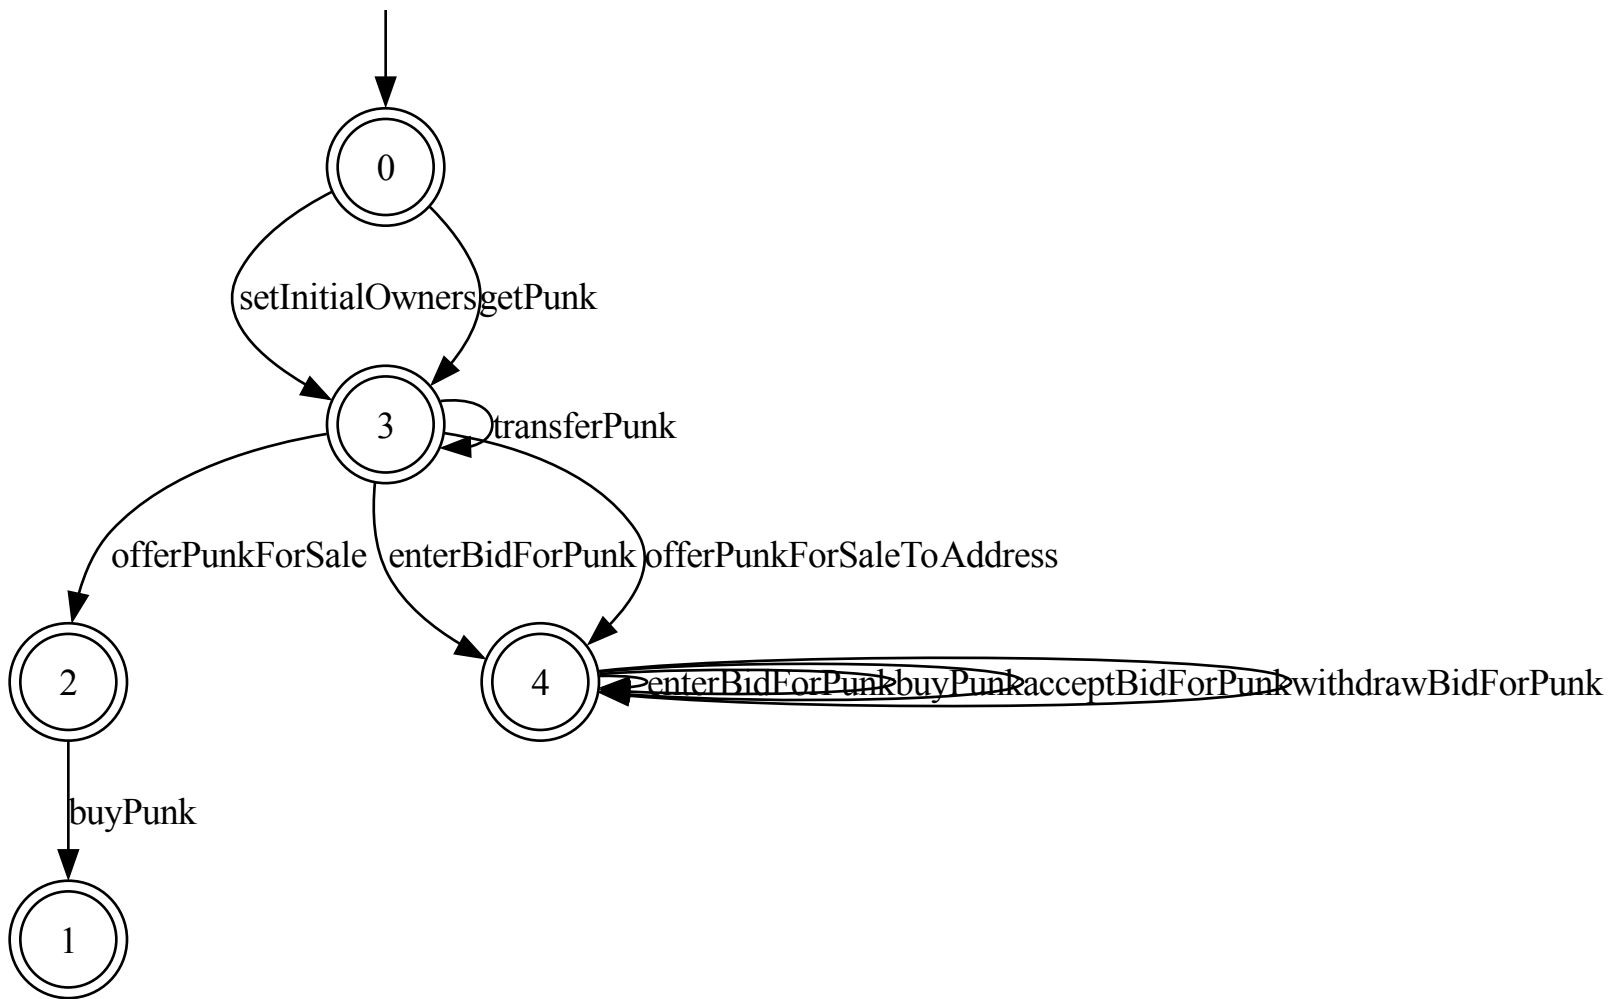 0
setInitialOwners
getPunk
3
transferPunk
offerPunkForSale
enterBidForPunk
offerPunkForSaleToAddress
2
4
enterBidForPunk
buyPunk
acceptBidForPunk
withdrawBidForPunk
buyPunk
1